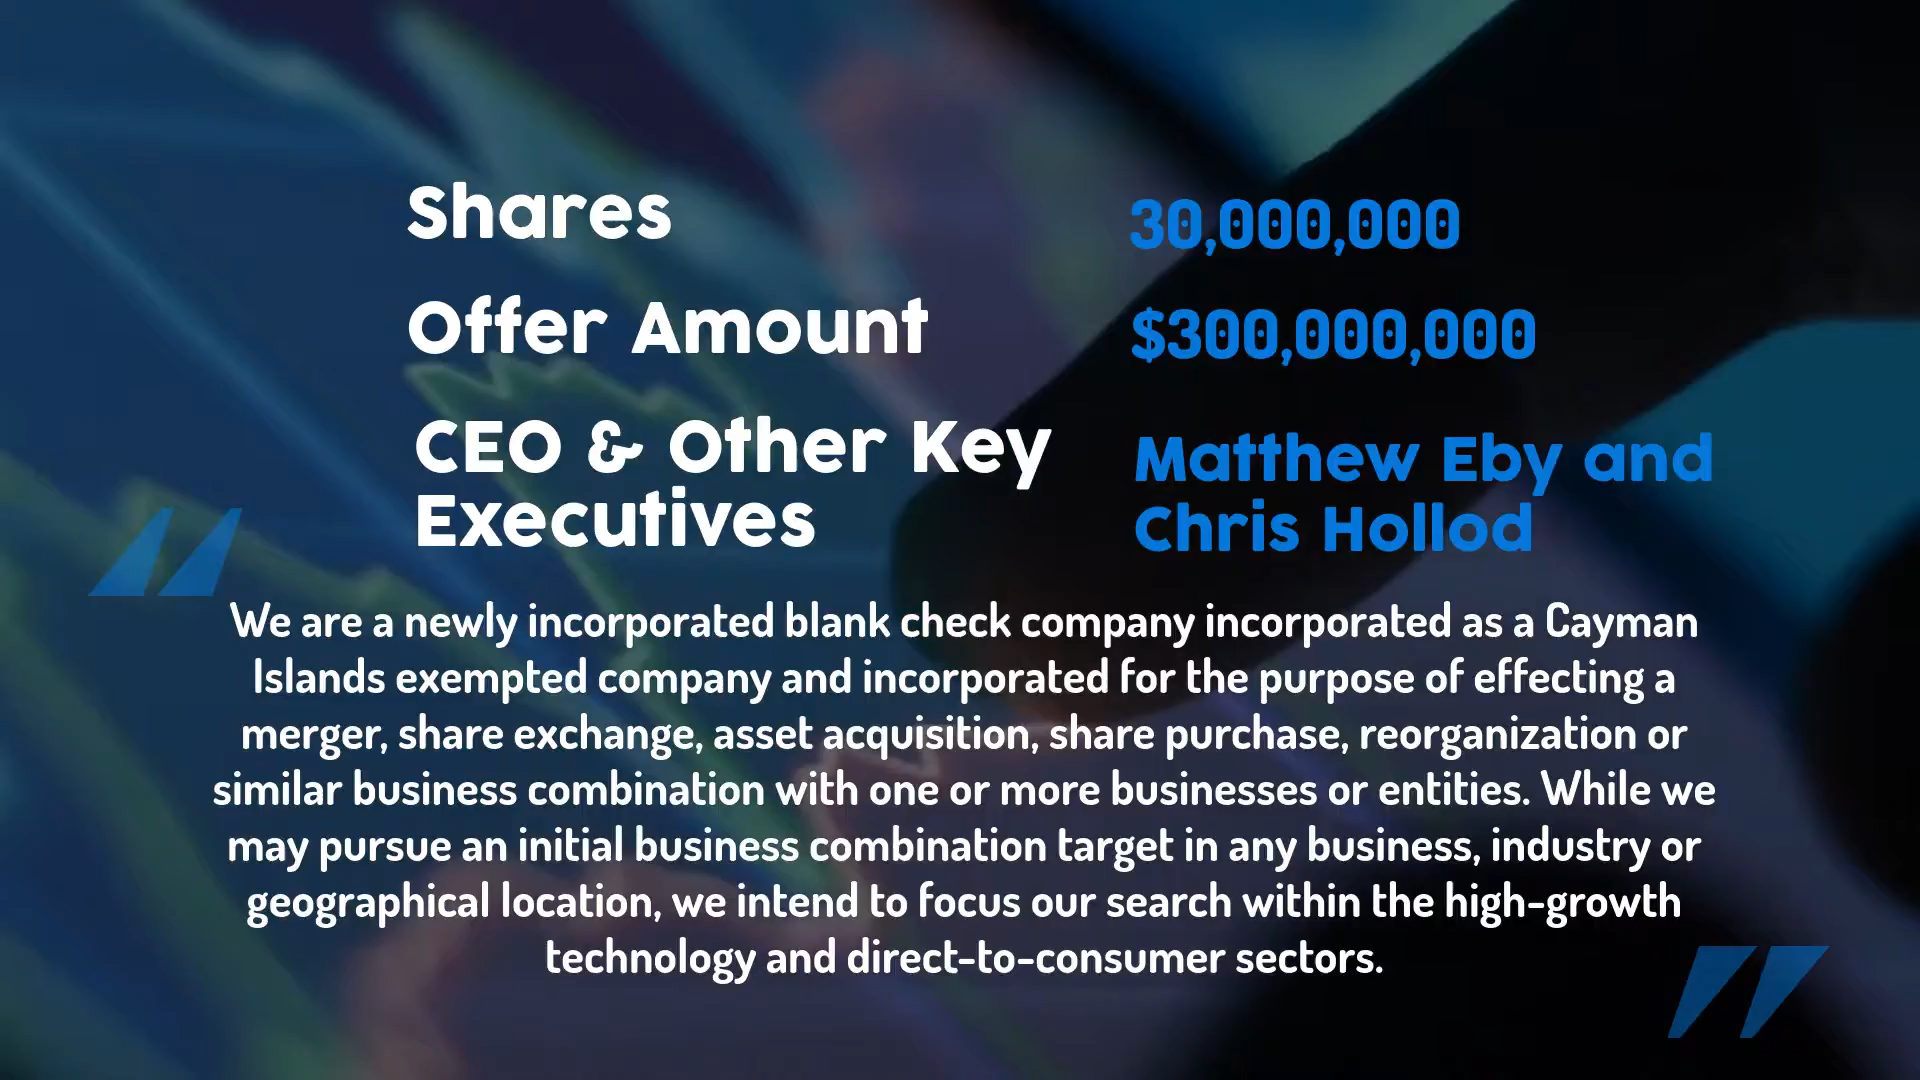 Shares 30,000,000
Offer Amount $300,000,000
CEO & Other Key
Executives
Matthew Eby and
Chris Hollod
"
We are a newly incorporated blank check company incorporated as a Cayman
Islands exempted company and incorporated for the purpose of effecting a
merger, share exchange, asset acquisition, share purchase, reorganization or
similar business combination with one or more businesses or entities. While we
may pursue an initial business combination target in any business, industry or
geographical location, we intend to focus our search within the high-growth
technology and direct-to-consumer sectors.
"